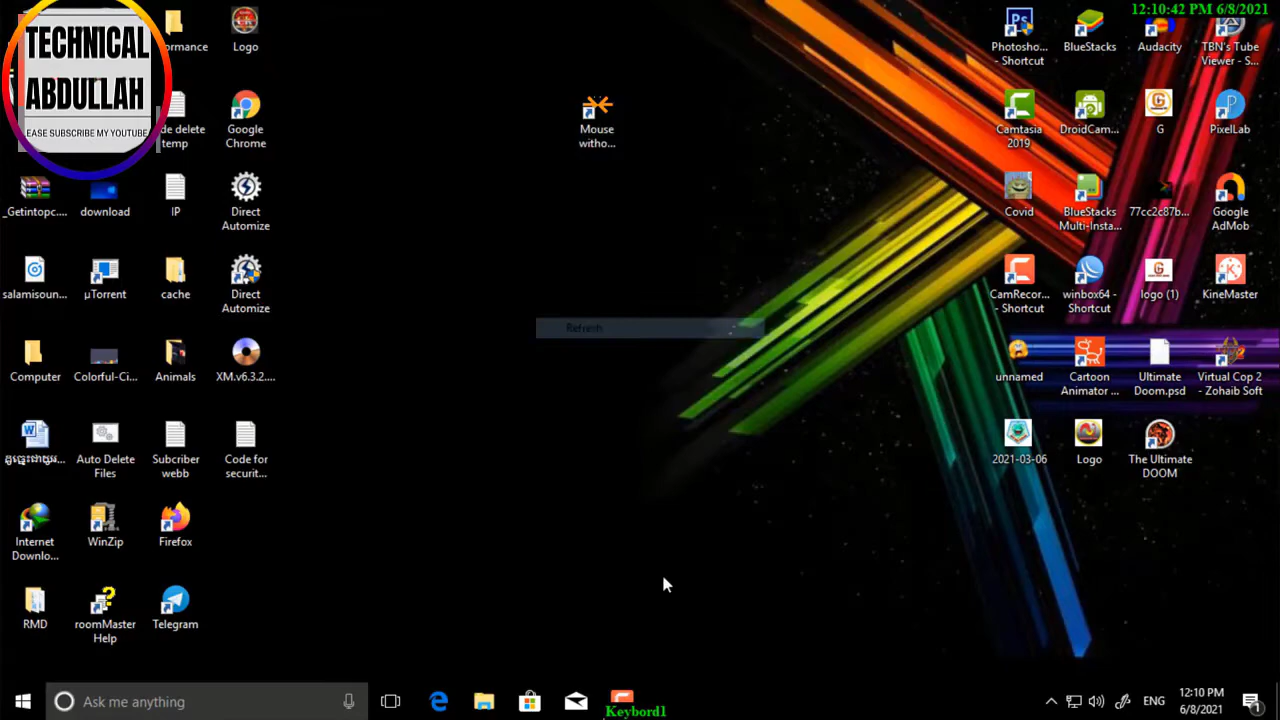 12:10:42 PM 6/8/2021
TECHNICAL
ABDULLAH
EASE SUBSCRIBE MY YOUTUBE
ormance
Logo
Photosho...
- Shortcut
BlueStacks
Audacity
TBN's Tube
Viewer - S...
de delete
temp
Google
Chrome
Mouse
witho...
Camtasia
2019
DroidCam...
G
PixelLab
_Getintopc....
download
IP
Direct
Automize
Covid
BlueStacks
Multi-Insta...
77cc2c87b...
Google
AdMob
salamisoun...
µTorrent
cache
Direct
Automize
CamRecor...
- Shortcut
winbox64 -
Shortcut
logo (1)
KineMaster
Refresh
Computer
Colorful-Ci...
Animals
XM.v6.3.2....
unnamed
Cartoon
Animator ...
Ultimate
Doom.psd
Virtual Cop 2
- Zohaib Soft
Auto Delete
Files
Subcriber
webb
Code for
securit...
2021-03-06
Logo
The Ultimate
DOOM
Internet
Downlo...
WinZip
Firefox
RMD
roomMaster
Help
Telegram
Ask me anything
Keybord1
ENG
12:10 PM
6/8/2021
1